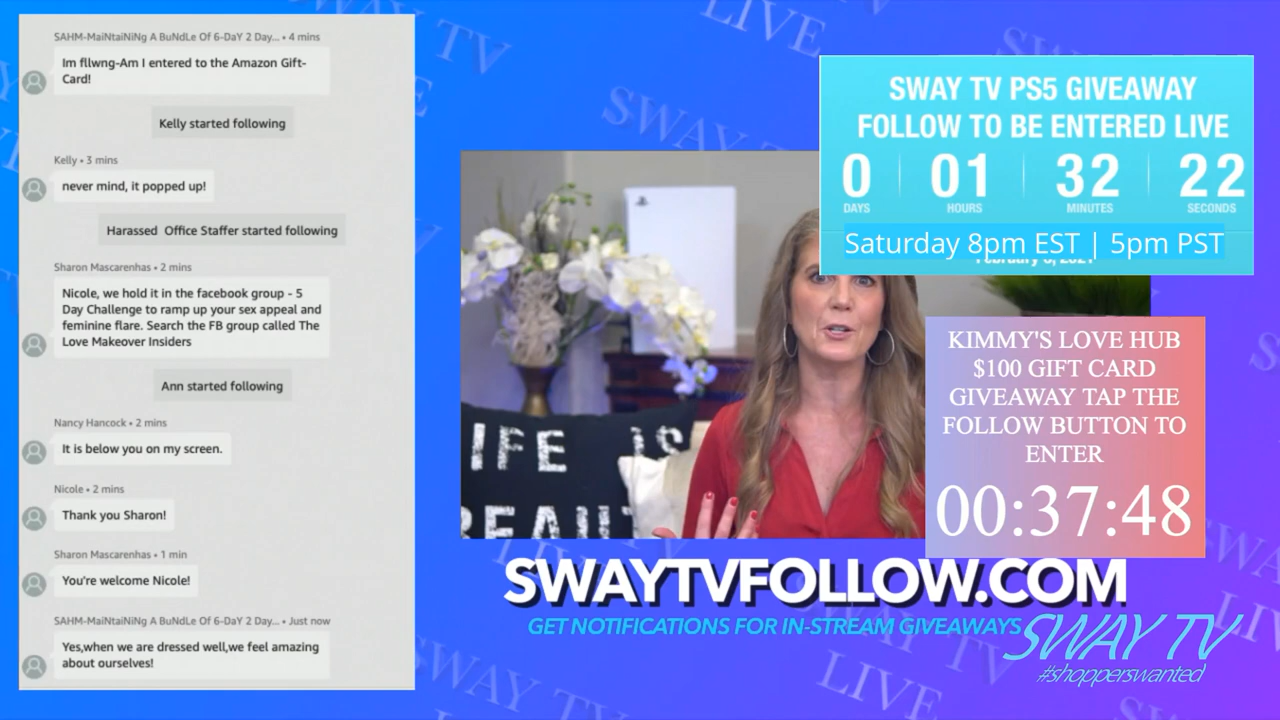 SAHM-MaiNtaiNiNg A BuNdLe Of 6-DaY 2 Day... • 4 mins
Im fllwng-Am I entered to the Amazon Gift-
Card!
Kelly started following
Kelly • 3 mins
never mind, it popped up!
Harassed Office Staffer started following
Sharon Mascarenhas • 2 mins
Nicole, we hold it in the facebook group - 5
Day Challenge to ramp up your sex appeal and
feminine flare. Search the FB group called The
Love Makeover Insiders
Ann started following
Nancy Hancock • 2 mins
It is below you on my screen.
Nicole • 2 mins
Thank you Sharon!
Sharon Mascarenhas • 1 min
You're welcome Nicole!
SAHM-MaiNtaiNiNg A BuNdLe Of 6-DaY 2 Day... • Just now
Yes,when we are dressed well,we feel amazing
about ourselves!
SWAY TV PS5 GIVEAWAY
FOLLOW TO BE ENTERED LIVE
0 01 32 22
DAYS HOURS MINUTES SECONDS
Saturday 8pm EST | 5pm PST
KIMMY'S LOVE HUB
$100 GIFT CARD
GIVEAWAY TAP THE
FOLLOW BUTTON TO
ENTER
00:37:48
IFE IS
SWAYTVFOLLOW.COM
GET NOTIFICATIONS FOR IN-STREAM GIVEAWAYS
SWAY TV
#shopperswanted
SWAY TV
LIVE